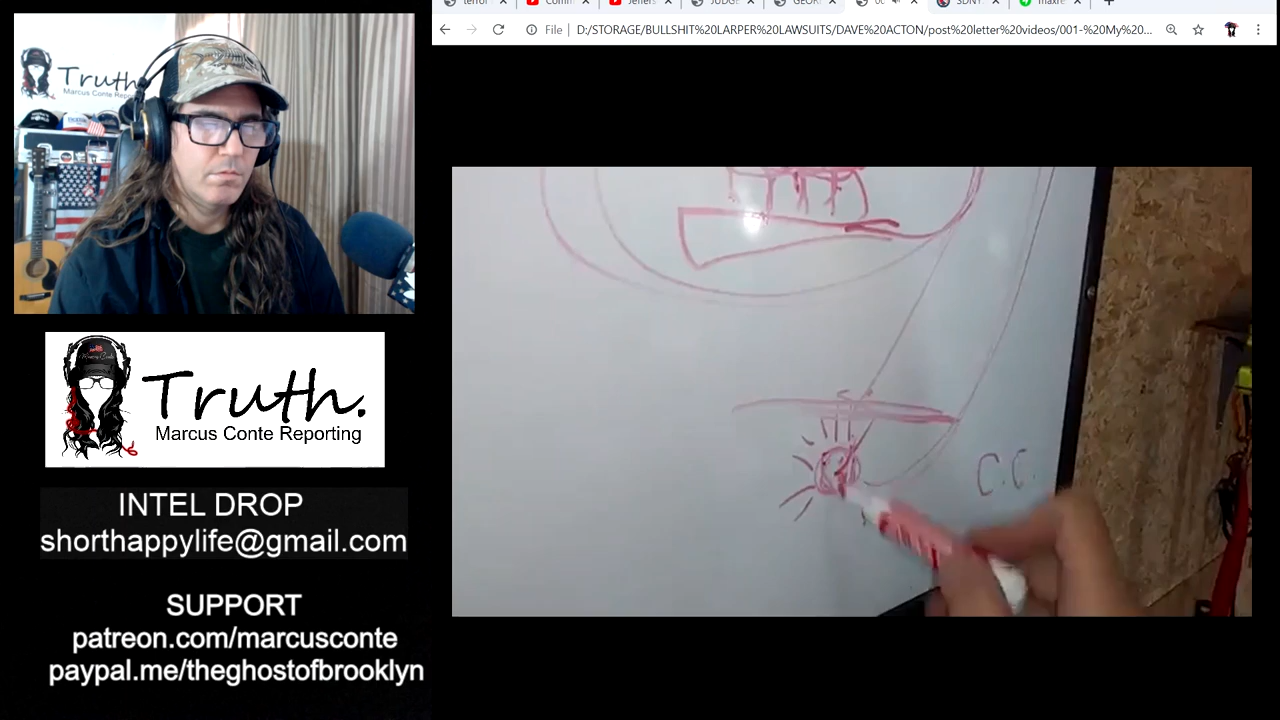 Truth.
Marcus Conte Reporting
Truth.
Marcus Conte Reporting
INTEL DROP
shorthappylife@gmail.com
SUPPORT
patreon.com/marcusconte
paypal.me/theghostofbrooklyn
File | D:/STORAGE/BULLSHIT%20LARPER%20LAWSUITS/DAVE%20ACTON/post%20letter%20videos/001-%20My%20...
C.C.